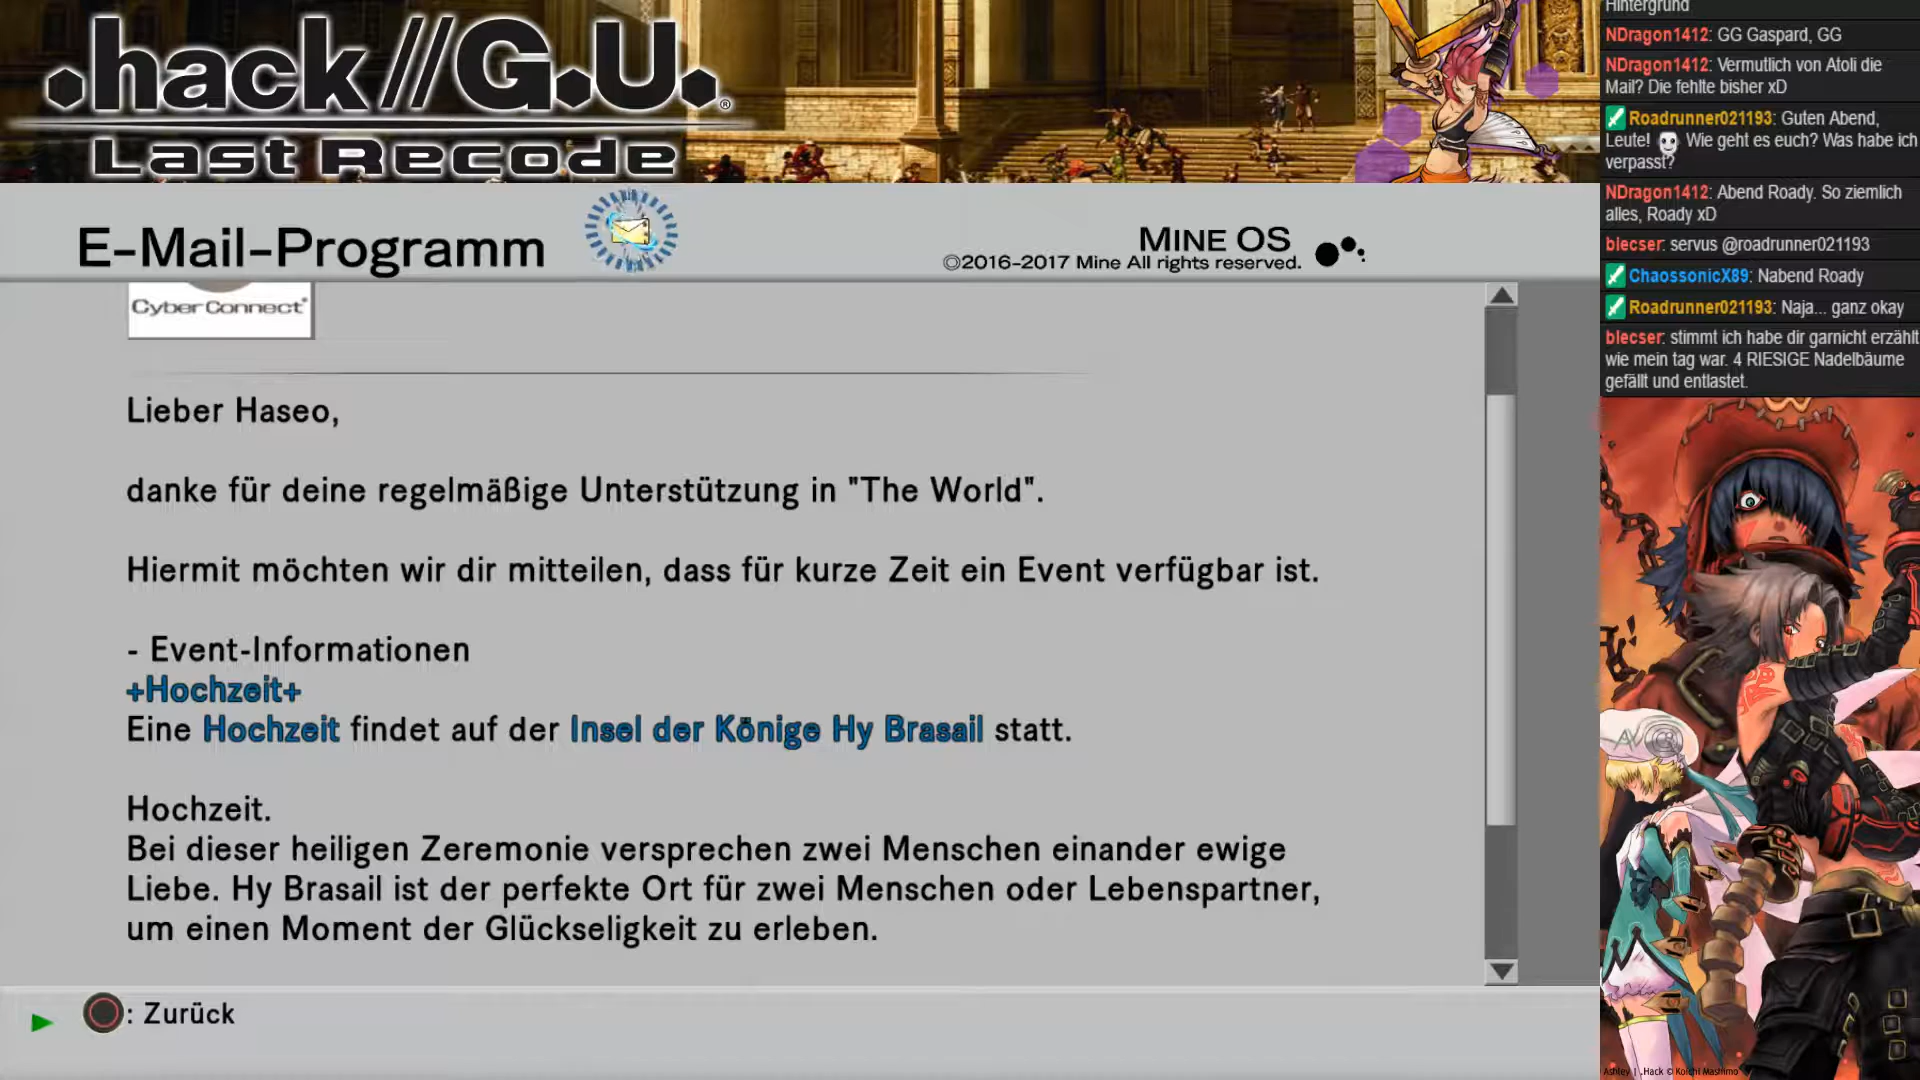 .hack//G.U.
®
Last Recode
E-Mail-Programm
MINE OS
©2016-2017 Mine All rights reserved.
CyberConnect
Lieber Haseo,
danke für deine regelmäßige Unterstützung in "The World".
Hiermit möchten wir dir mitteilen, dass für kurze Zeit ein Event verfügbar ist.
- Event-Informationen
+Hochzeit+
Eine Hochzeit findet auf der Insel der Könige Hy Brasail statt.
Hochzeit.
Bei dieser heiligen Zeremonie versprechen zwei Menschen einander ewige
Liebe. Hy Brasail ist der perfekte Ort für zwei Menschen oder Lebenspartner,
um einen Moment der Glückseligkeit zu erleben.
: Zurück
Hintergrund
NDragon1412: GG Gaspard, GG
NDragon1412: Vermutlich von Atoli die
Mail? Die fehlte bisher xD
Roadrunner021193: Guten Abend,
Leute! Wie geht es euch? Was habe ich
verpasst?
NDragon1412: Abend Roady. So ziemlich
alles, Roady xD
blecser: servus @roadrunner021193
ChaossonicX89: Nabend Roady
Roadrunner021193: Naja... ganz okay
blecser: stimmt ich habe dir garnicht erzählt
wie mein tag war. 4 RIESIGE Nadelbäume
gefällt und entlastet.
Ashley | .Hack © Koichi Mashimo